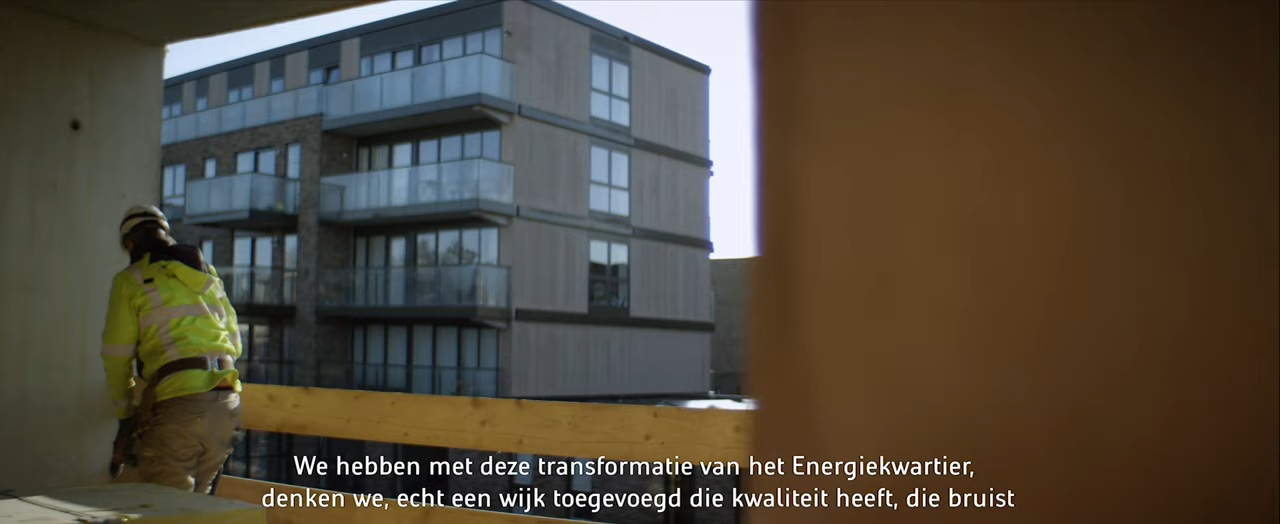 We hebben met deze transformatie van het Energiekwartier,
denken we, echt een wijk toegevoegd die kwaliteit heeft, die bruist